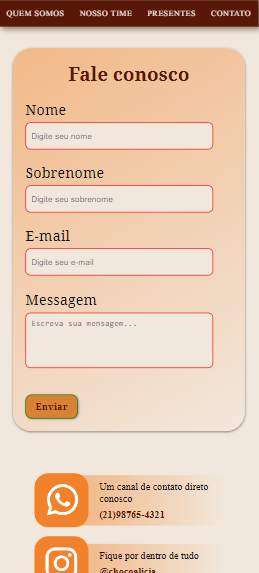 QUEM SOMOS NOSSO TIME PRESENTES CONTATO
Fale conosco
Nome
Digite seu nome
Sobrenome
Digite seu sobrenome
E-mail
Digite seu e-mail
Messagem
Escreva sua mensagem...
Enviar
Um canal de contato direto
conosco
(21)98765-4321
Fique por dentro de tudo
@chocoalicia